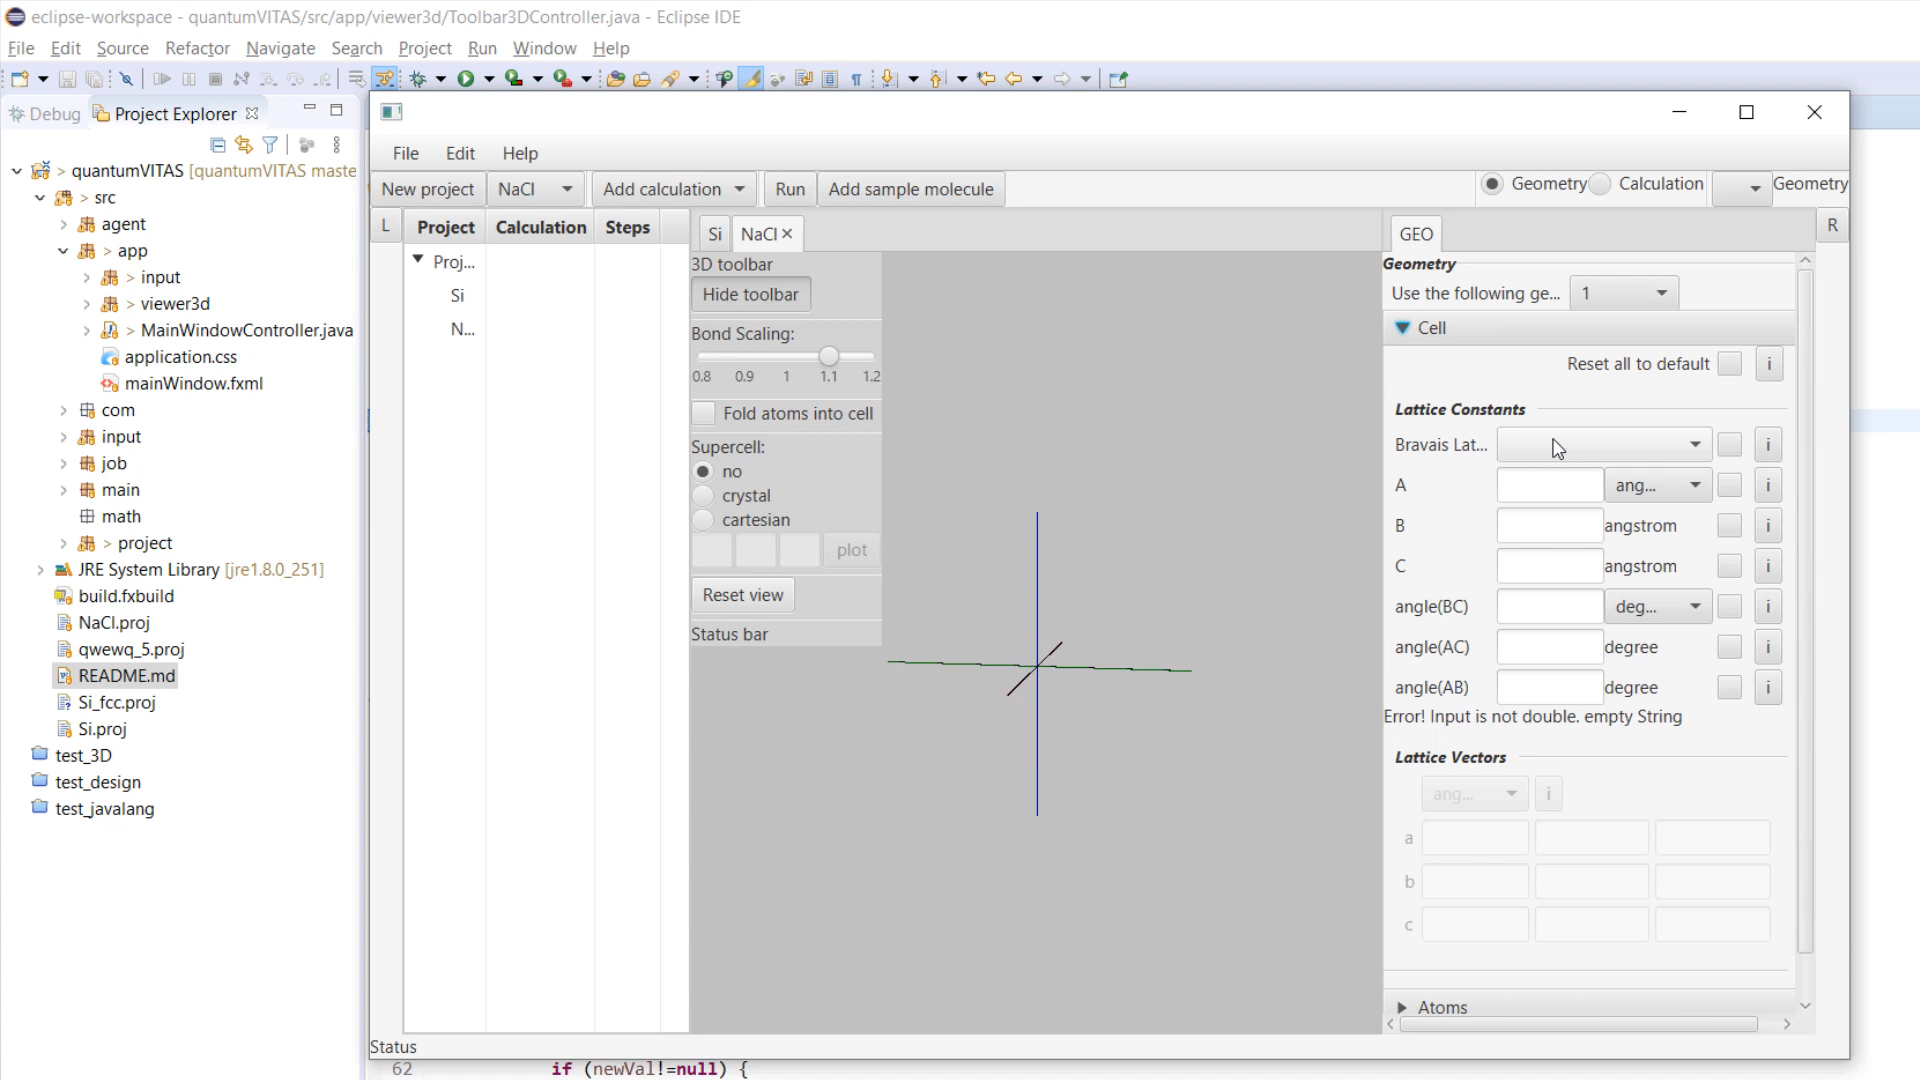 eclipse-workspace - quantumVITAS/src/app/viewer3d/Toolbar3DController.java - Eclipse IDE
File Edit Source Refactor Navigate Search Project Run Window Help
Debug Project Explorer
quantumVITAS [quantumVITAS maste
> src
agent
> app
> input
> viewer3d
> MainWindowController.java
application.css
mainWindow.fxml
com
input
job
main
math
> project
JRE System Library [jre1.8.0_251]
build.fxbuild
NaCl.proj
qwewq_5.proj
README.md
Si_fcc.proj
Si.proj
test_3D
test_design
test_javalang
File Edit Help
New project NaCl Add calculation Run Add sample molecule Geometry Calculation Geometry
L Project Calculation Steps
Proj...
Si
N...
Si NaCl
3D toolbar
Hide toolbar
Bond Scaling:
0.8 0.9 1 1.1 1.2
Fold atoms into cell
Supercell:
no
crystal
cartesian
plot
Reset view
Status bar
GEO R
Geometry
Use the following ge... 1
Cell
Reset all to default i
Lattice Constants
Bravais Lat... i
A ang... i
B angstrom i
C angstrom i
angle(BC) deg... i
angle(AC) degree i
angle(AB) degree i
Error! Input is not double. empty String
Lattice Vectors
ang... i
a
b
c
Atoms
Status
62 if (newVal!=null) {